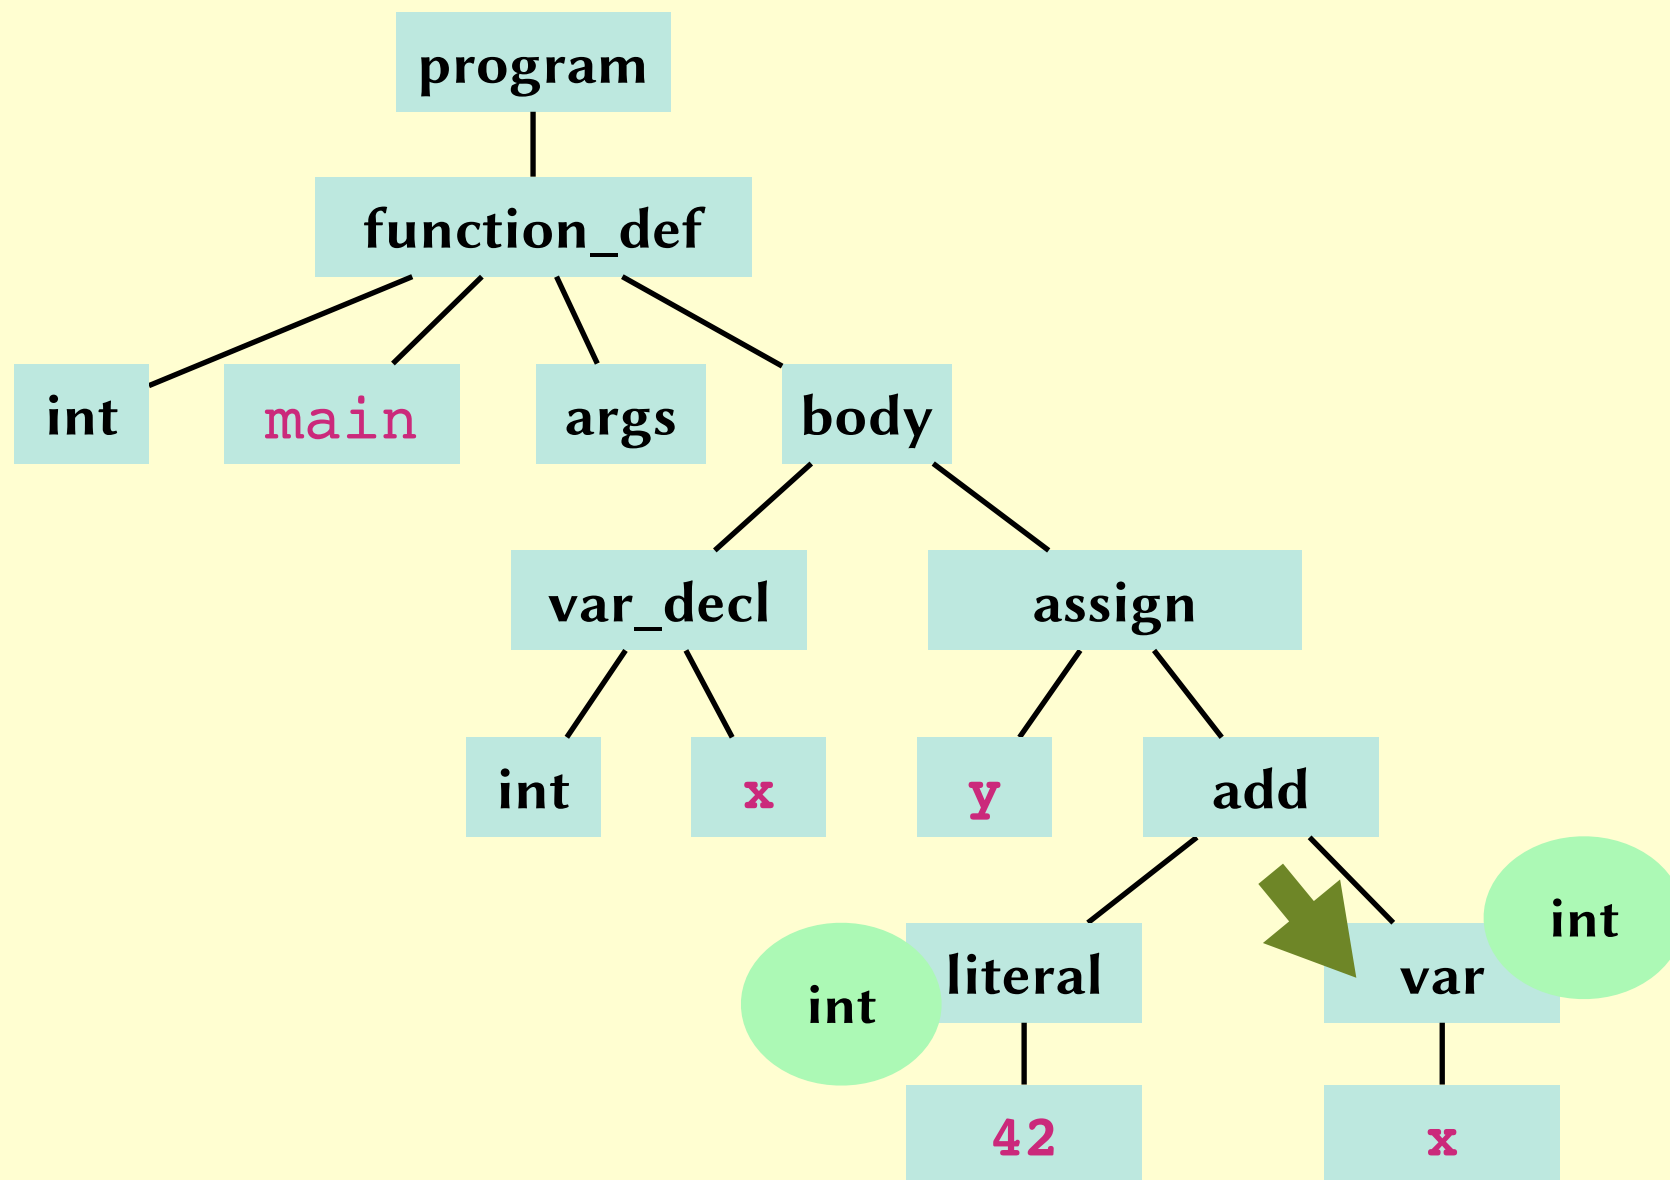 program
function_def
int main args body
var_decl assign
int x y add
int literal var int
42 x